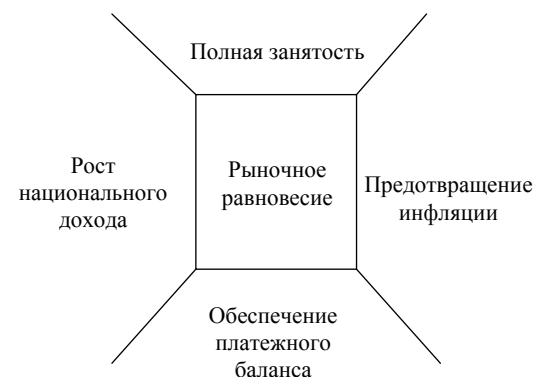 Полная занятость
Рост
национального
дохода
Рыночное
равновесие
Предотвращение
инфляции
Обеспечение
платежного
баланса